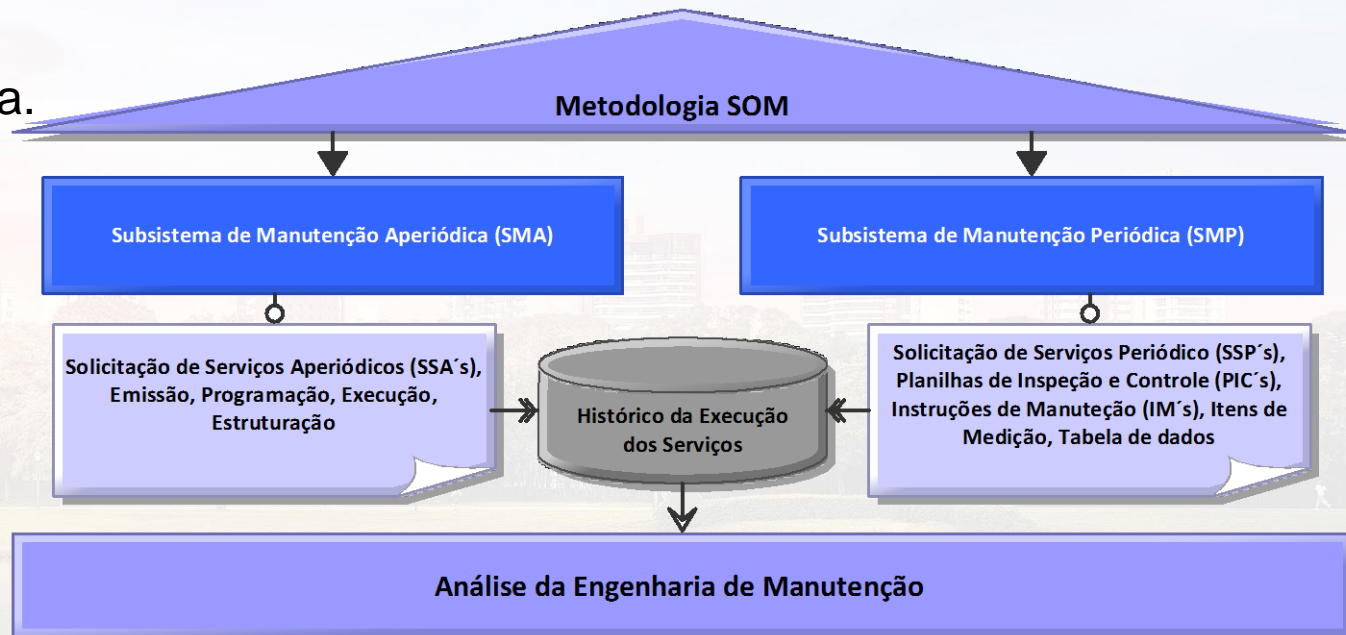 a.
Metodologia SOM
Subsistema de Manutenção Aperiódica (SMA)
Subsistema de Manutenção Periódica (SMP)
Solicitação de Serviços Aperiódicos (SSA´s),
Emissão, Programação, Execução,
Estruturação
Histórico da Execução
dos Serviços
Solicitação de Serviços Periódico (SSP´s),
Planilhas de Inspeção e Controle (PIC´s),
Instruções de Manuteção (IM´s), Itens de
Medição, Tabela de dados
Análise da Engenharia de Manutenção